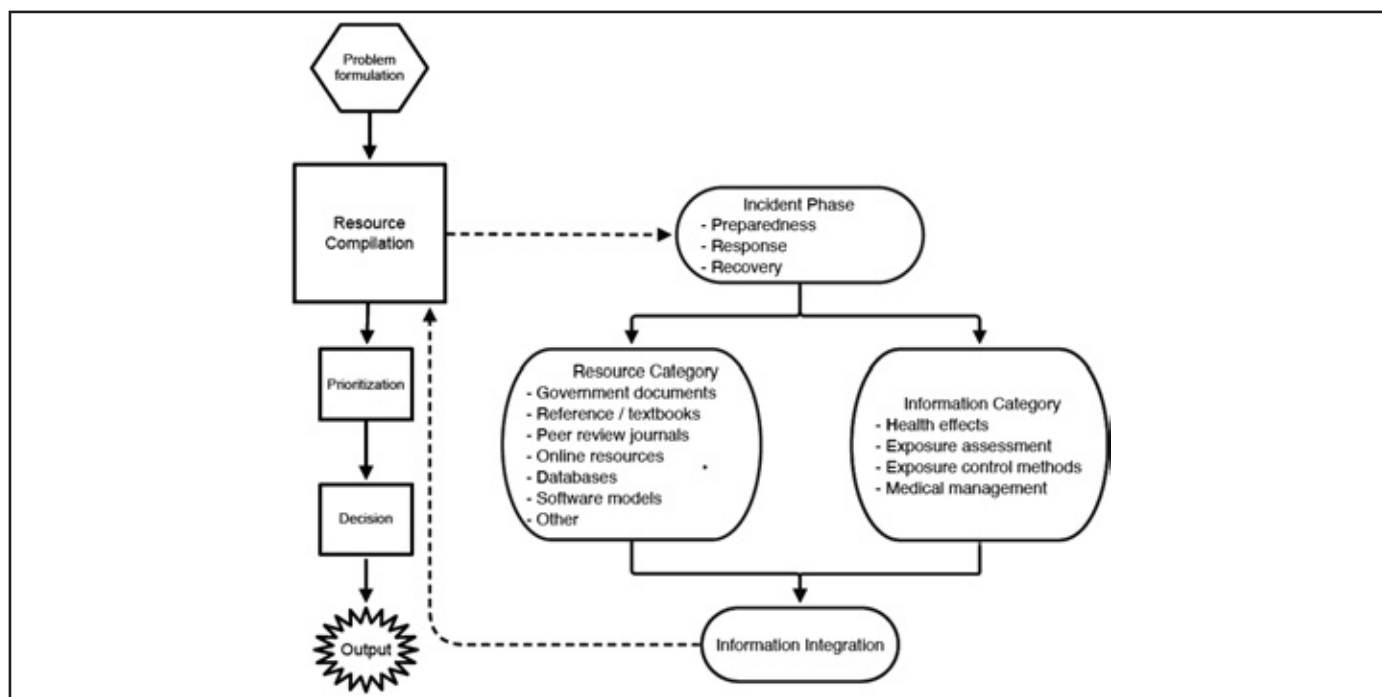 Problem
formulation
Resource
Compilation
Prioritization
Decision
Output
Incident Phase
- Preparedness
- Response
- Recovery
Resource Category
- Government documents
- Reference / textbooks
- Peer review journals
- Online resources
- Databases
- Software models
- Other
Information Category
- Health effects
- Exposure assessment
- Exposure control methods
- Medical management
Information Integration